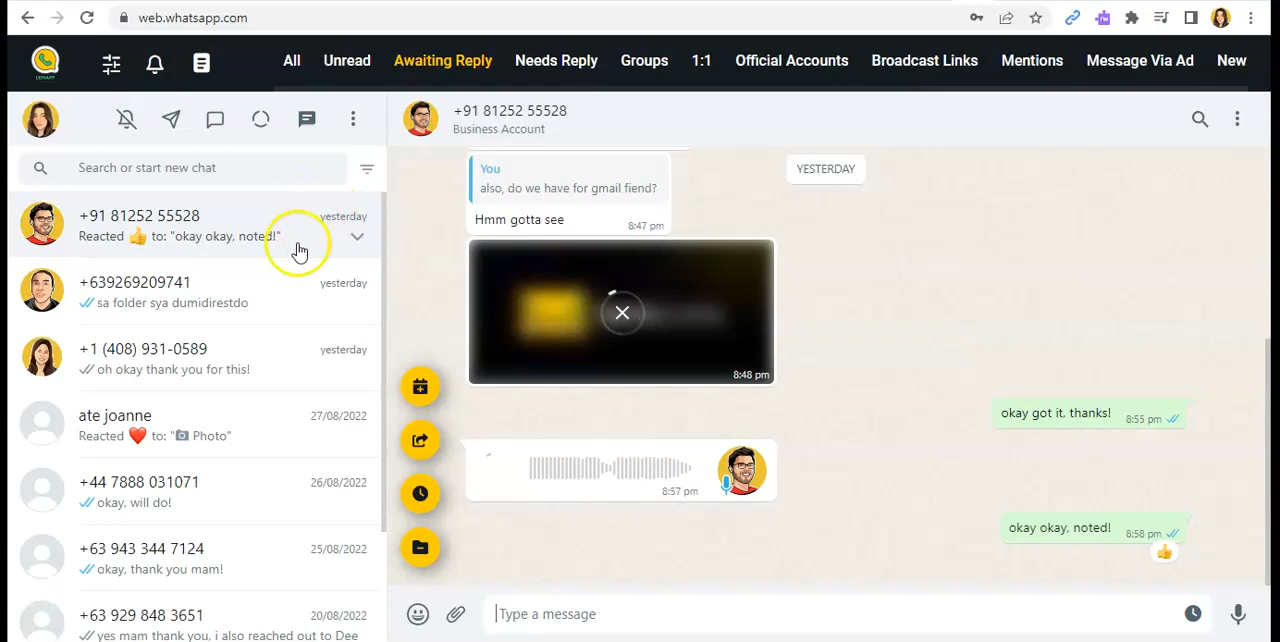 web.whatsapp.com
All Unread Awaiting Reply Needs Reply Groups 1:1 Official Accounts Broadcast Links Mentions Message Via Ad New
Search or start new chat
+91 81252 55528 yesterday
Reacted 👍 to: "okay okay, noted!"
+639269209741 yesterday
sa folder sya dumidirestdo
+1 (408) 931-0589 yesterday
oh okay thank you for this!
ate joanne 27/08/2022
Reacted ❤️ to: "📷 Photo"
+44 7888 031071 26/08/2022
okay, will do!
+63 943 344 7124 25/08/2022
okay, thank you mam!
+63 929 848 3651 20/08/2022
yes mam thank you, i also reached out to Dee
+91 81252 55528
Business Account
YESTERDAY
You
also, do we have for gmail fiend?
Hmm gotta see 8:47 pm
8:48 pm
okay got it, thanks! 8:55 pm
8:57 pm
okay okay, noted! 8:58 pm
👍
Type a message